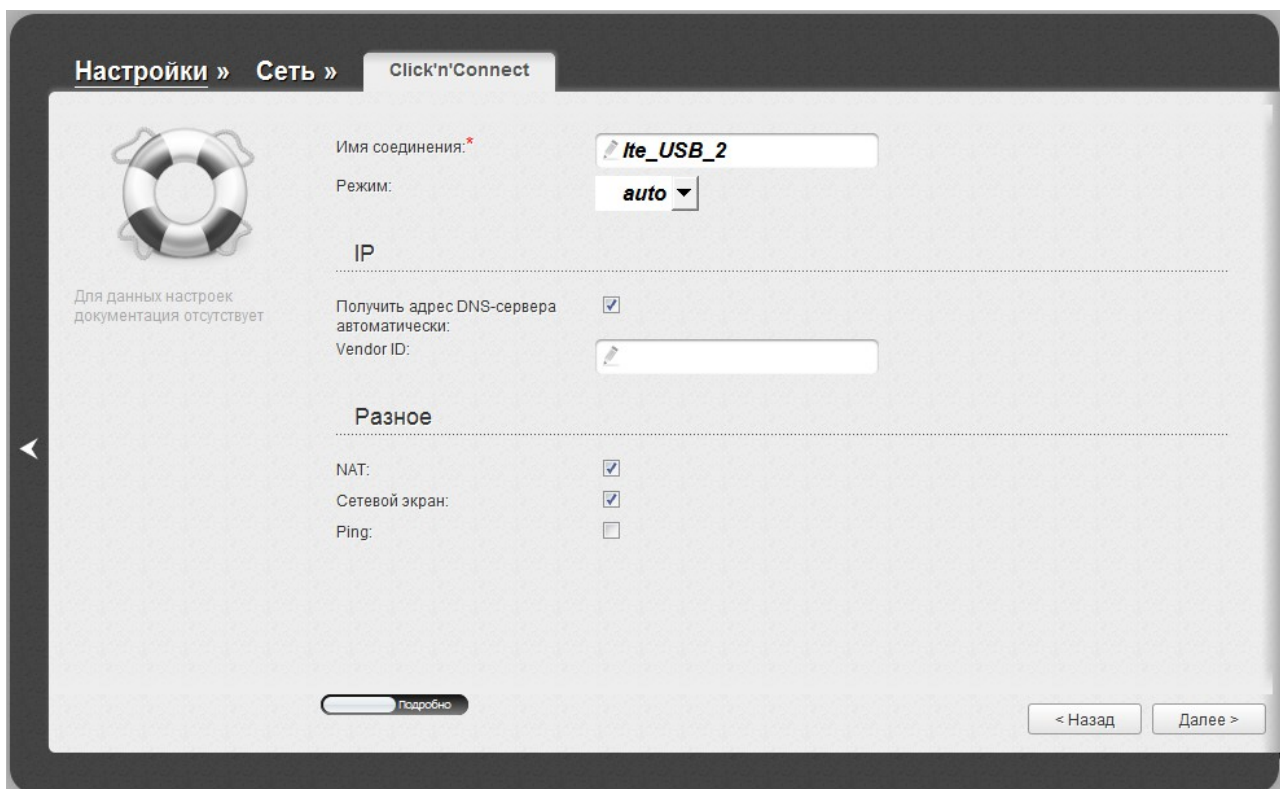 Настройки » Сеть » Click'n'Connect
Имя соединения:* lte_USB_2
Режим: auto
IP
Для данных настроек
документация отсутствует
Получить адрес DNS-сервера
автоматически:
Vendor ID:
Разное
NAT:
Сетевой экран:
Ping:
Подробно
< Назад Далее >